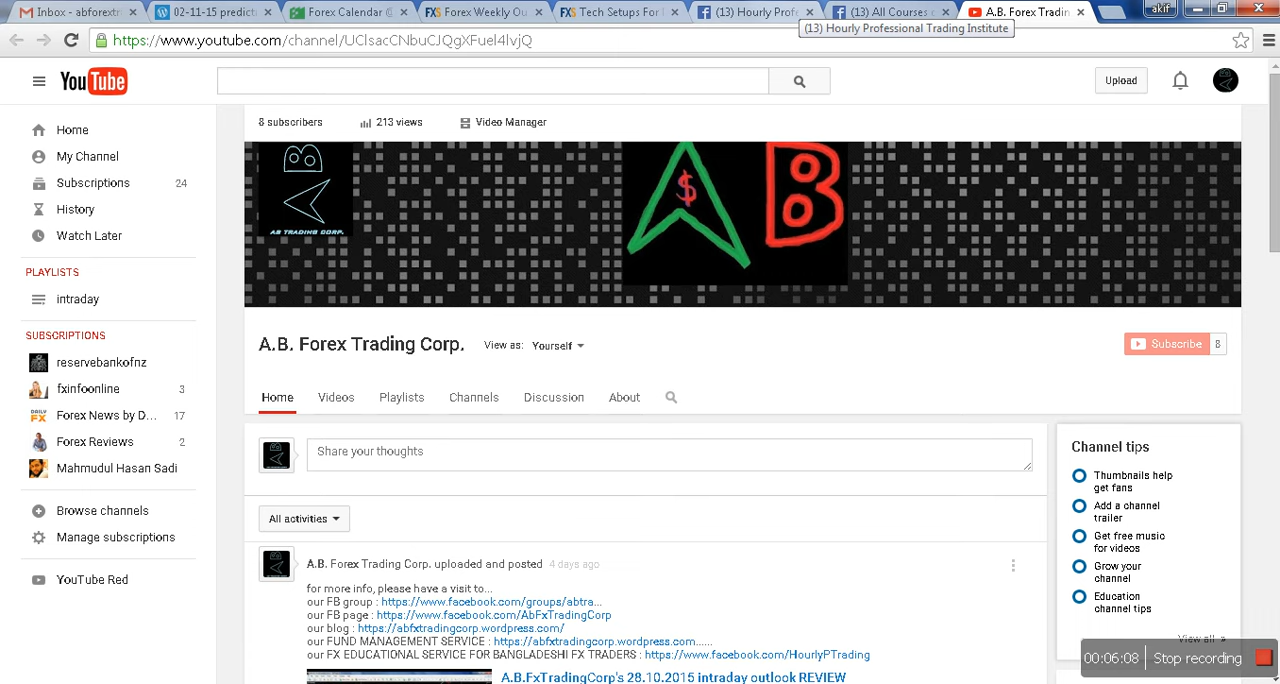 Inbox - abforextr
02-11-15 predict
Forex Calendar @
Forex Weekly Ou
Tech Setups For
(13) Hourly Profe
(13) All Courses o
A.B. Forex Tradin
akif
(13) Hourly Professional Trading Institute
YouTube
Upload
Home
My Channel
Subscriptions 24
History
Watch Later
PLAYLISTS
intraday
SUBSCRIPTIONS
reservebankofnz
fxinfoonline 3
Forex News by D... 17
Forex Reviews 2
Mahmudul Hasan Sadi
Browse channels
Manage subscriptions
YouTube Red
8 subscribers 213 views Video Manager
AB
AB TRADING CORP.
A $ B
A.B. Forex Trading Corp. View as: Yourself
Subscribe 8
Home Videos Playlists Channels Discussion About
Share your thoughts
All activities
A.B. Forex Trading Corp. uploaded and posted 4 days ago
for more info, please have a visit to...
our FB group : https://www.facebook.com/groups/abtra...
our FB page : https://www.facebook.com/AbFxTradingCorp
our blog : https://abfxtradingcorp.wordpress.com/
our FUND MANAGEMENT SERVICE : https://abfxtradingcorp.wordpress.com......
our FX EDUCATIONAL SERVICE FOR BANGLADESHI FX TRADERS : https://www.facebook.com/HourlyPTrading
A.B.FxTradingCorp's 28.10.2015 intraday outlook REVIEW
Channel tips
Thumbnails help
get fans
Add a channel
trailer
Get free music
for videos
Grow your
channel
Education
channel tips
View all »
00:06:08 Stop recording